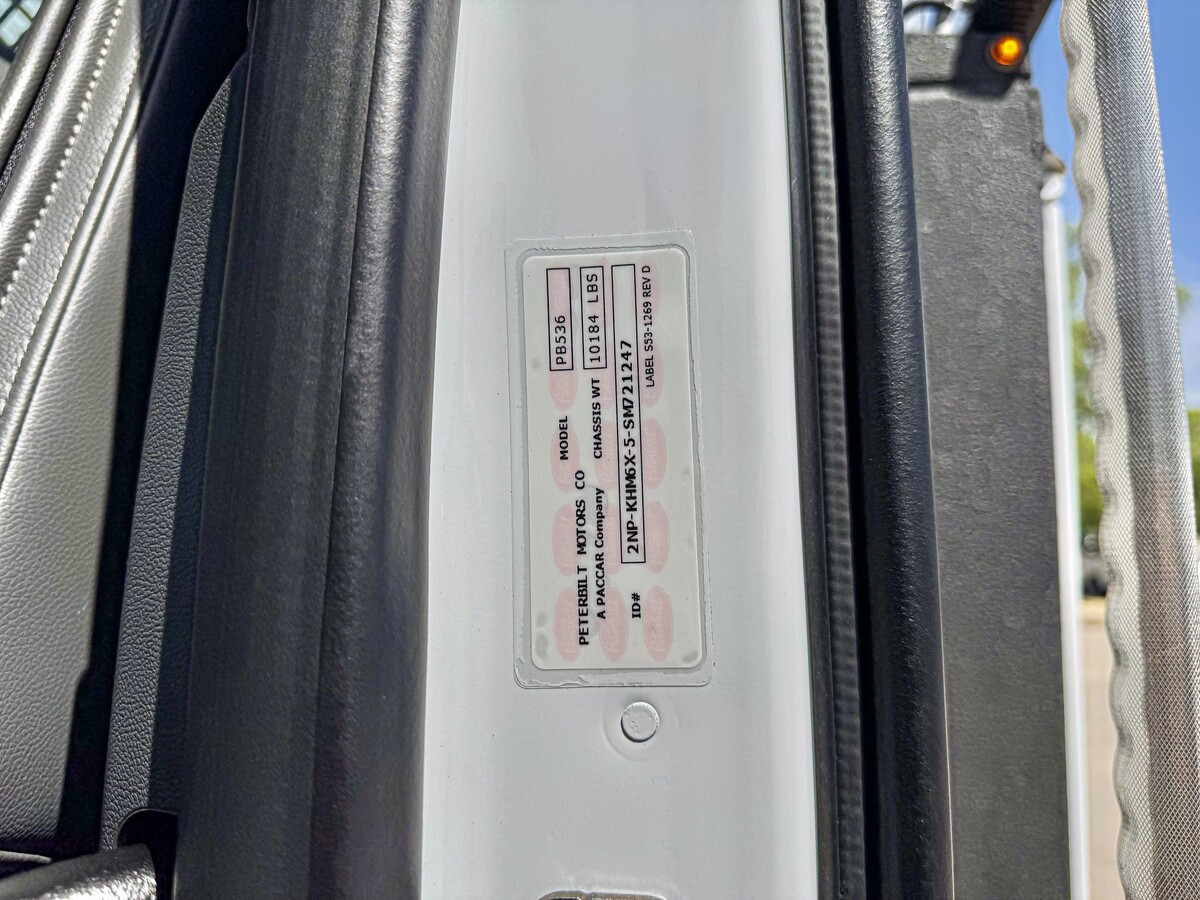 PETERBILT MOTORS CO MODEL PB536
A PACCAR Company CHASSIS WT 10184 LBS
ID# 2NP-KHM6X-5-SM721247
LABEL S53-1269 REV D